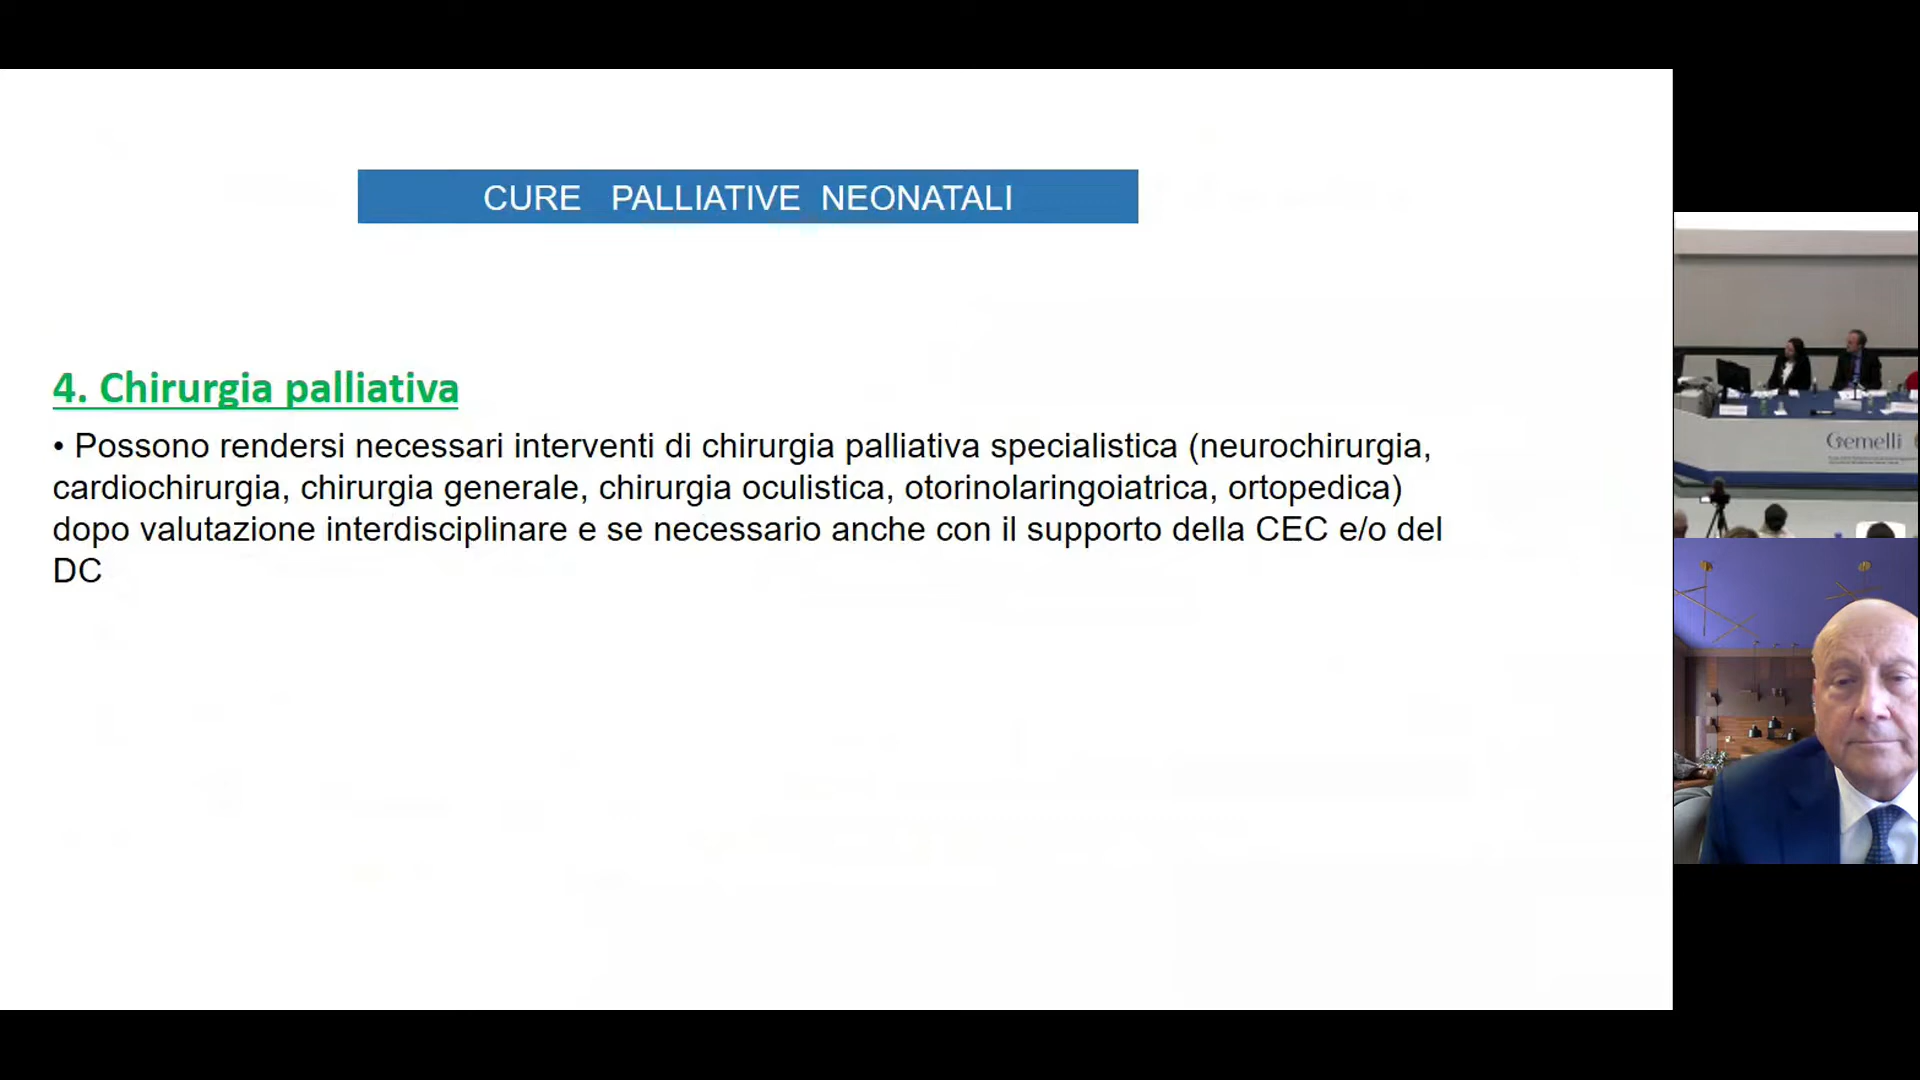 CURE PALLIATIVE NEONATALI
4. Chirurgia palliativa
• Possono rendersi necessari interventi di chirurgia palliativa specialistica (neurochirurgia,
cardiochirurgia, chirurgia generale, chirurgia oculistica, otorinolaringoiatrica, ortopedica)
dopo valutazione interdisciplinare e se necessario anche con il supporto della CEC e/o del
DC
Gemelli